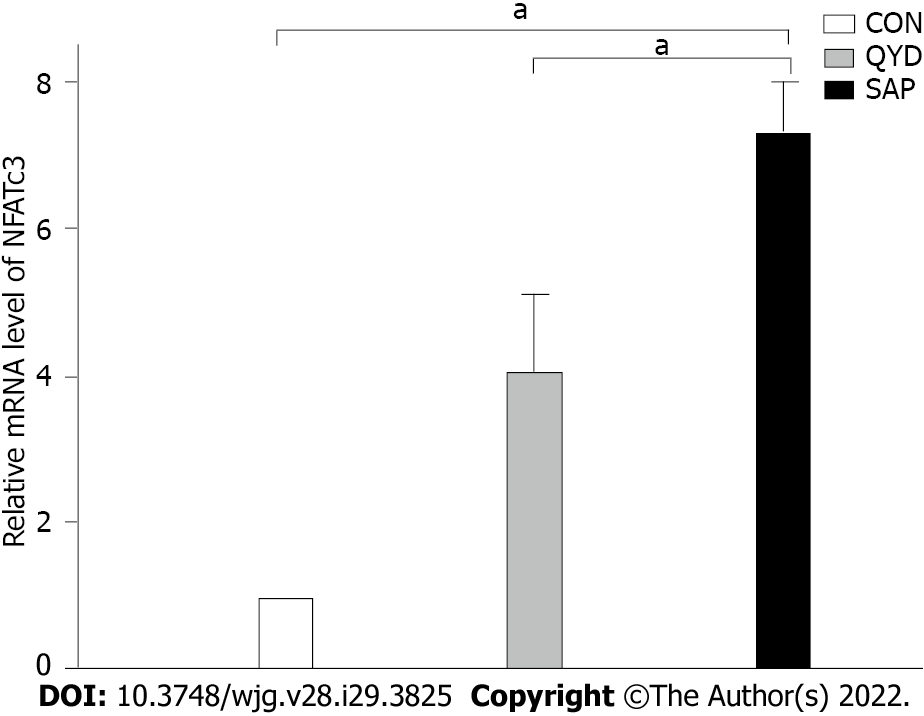 a
a
CON
QYD
SAP
Relative mRNA level of NFATc3
8
6
4
2
0
DOI: 10.3748/wjg.v28.i29.3825 Copyright ©The Author(s) 2022.